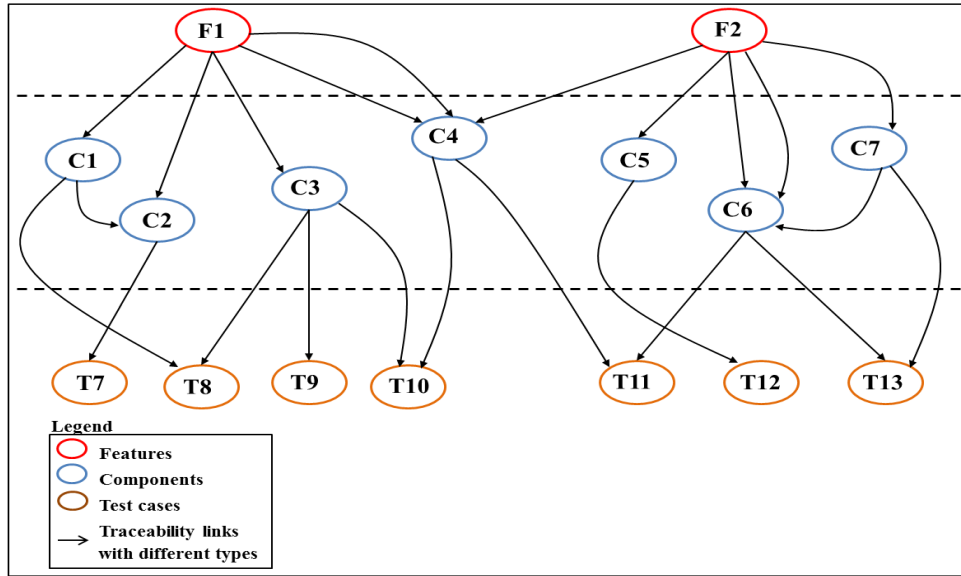 F1
F2
C4
C7
C1
C5
C3
C2
C6
T7
T8
T9
T10
T11
T12
T13
Legend
Features
Components
Test cases
Traceability links
with different types